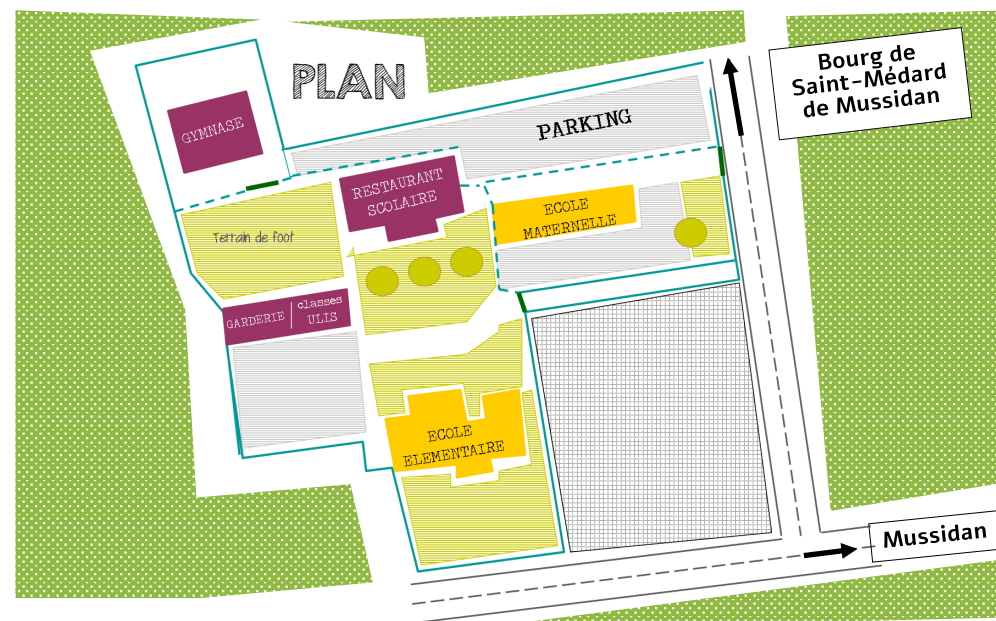 PLAN
Bourg de
Saint-Médard
de Mussidan
GYMNASE
PARKING
RESTAURANT
SCOLAIRE
ECOLE
MATERNELLE
Terrain de foot
GARDERIE
classes
ULIS
ECOLE
ELEMENTAIRE
Mussidan